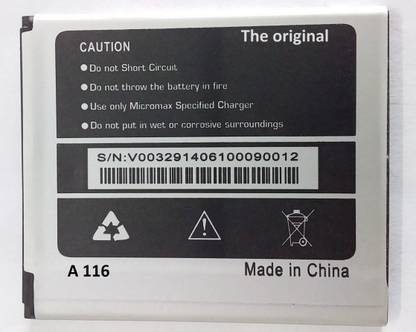 The original
CAUTION
Do not Short Circuit
Do not throw the battery in fire
Use only Micromax Specified Charger
Do not put in wet or corrosive surroundings
S/N:V003291406100090012
A 116
Made in China